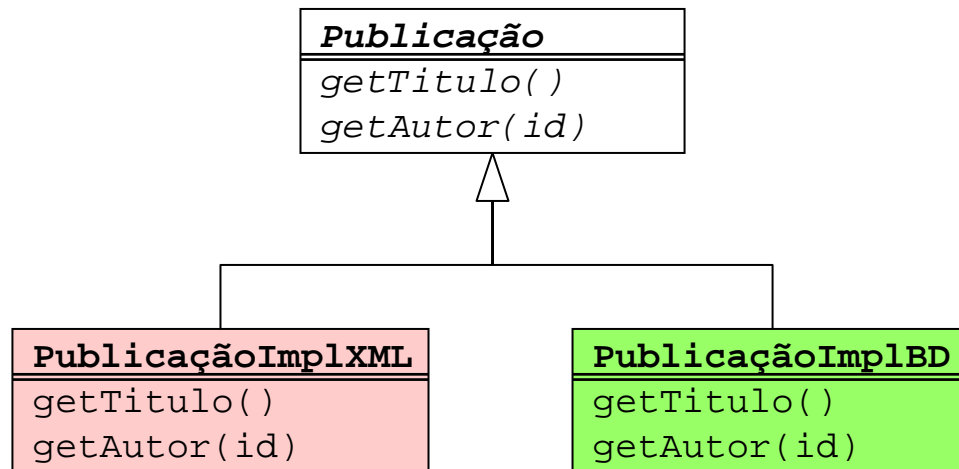 Publicação
getTitulo()
getAutor(id)
PublicaçãoImplXML
getTitulo()
getAutor(id)
PublicaçãoImplBD
getTitulo()
getAutor(id)